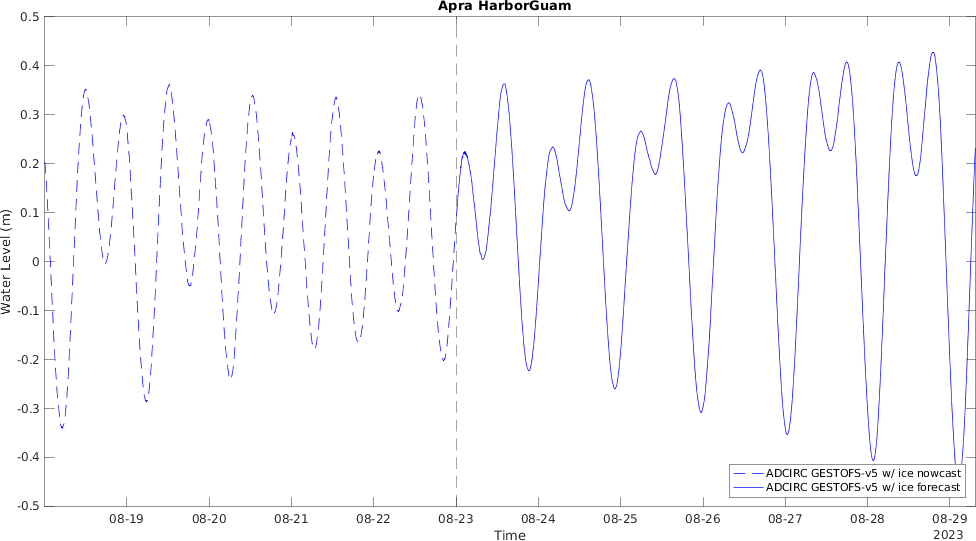 Apra HarborGuam
0.5
0.4
0.3
0.2
0.1
0
-0.1
-0.2
-0.3
-0.4
-0.5
Water Level (m)
ADCIRC GESTOFS-v5 w/ ice nowcast
ADCIRC GESTOFS-v5 w/ ice forecast
08-19 08-20 08-21 08-22 08-23 08-24 08-25 08-26 08-27 08-28 08-29
Time
2023